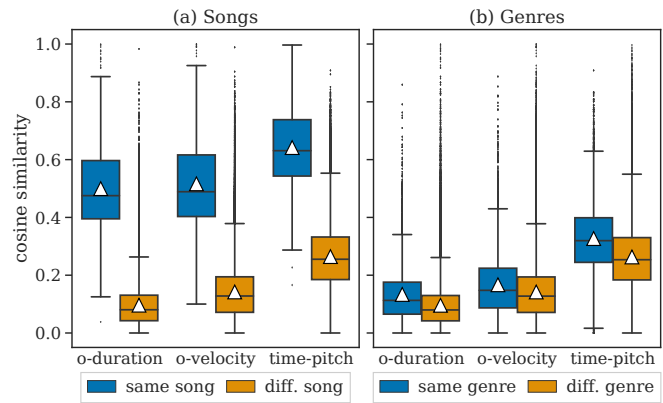 (a) Songs
(b) Genres
cosine similarity
1.0
0.8
0.6
0.4
0.2
0.0
o-duration o-velocity time-pitch
o-duration o-velocity time-pitch
same song diff. song
same genre diff. genre